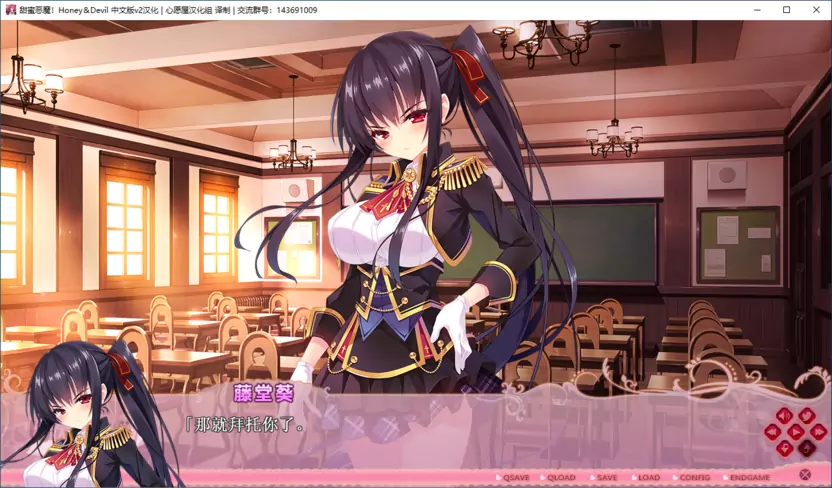 甜蜜恶魔！Honey＆Devil 中文版v2汉化 | 心愿屋汉化组 译制 | 交流群号：143691009
藤堂葵
「那就拜托你了。
QSAVE QLOAD SAVE LOAD CONFIG ENDGAME